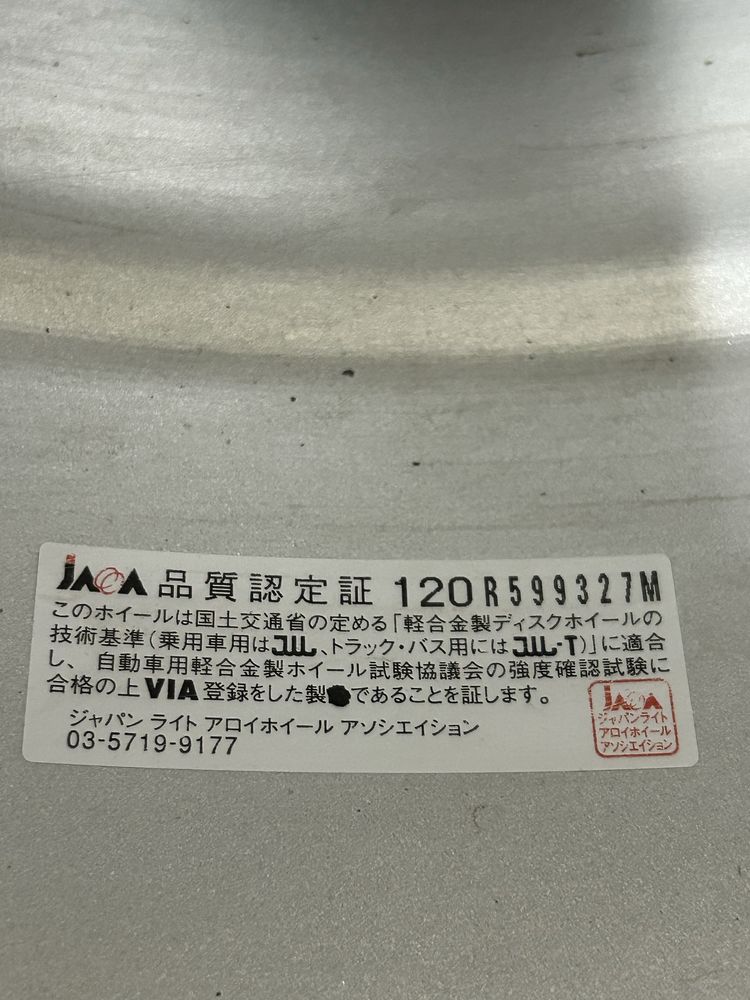 JAWA 品質認定証 120R599327M
このホイールは国土交通省の定める「軽合金製ディスクホイールの
技術基準(乗用車用はJWL、トラック・バス用にはJWL-T)」に適合
し、自動車用軽合金製ホイール試験協議会の強度確認試験に
合格の上VIA登録をした製であることを証します。
ジャパン ライト アロイホイール アソシエイション
03-5719-9177
JAWA
ジャパンライト
アロイホイール
アソシエイション